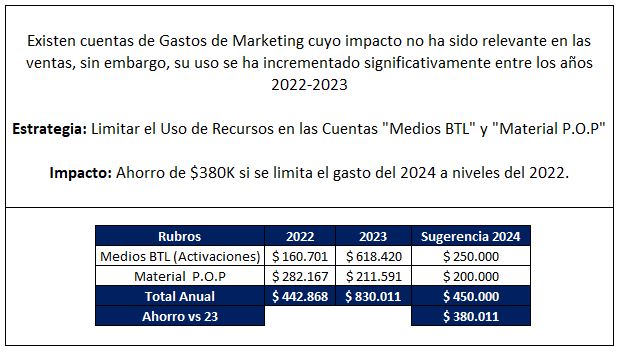 Existen cuentas de Gastos de Marketing cuyo impacto no ha sido relevante en las
ventas, sin embargo, su uso se ha incrementado significativamente entre los años
2022-2023
Estrategia: Limitar el Uso de Recursos en las Cuentas "Medios BTL" y "Material P.O.P"
Impacto: Ahorro de $380K si se limita el gasto del 2024 a niveles del 2022.
Rubros 2022 2023 Sugerencia 2024
Medios BTL (Activaciones) $ 160.701 $ 618.420 $ 250.000
Material P.O.P $ 282.167 $ 211.591 $ 200.000
Total Anual $ 442.868 $ 830.011 $ 450.000
Ahorro vs 23 $ 380.011